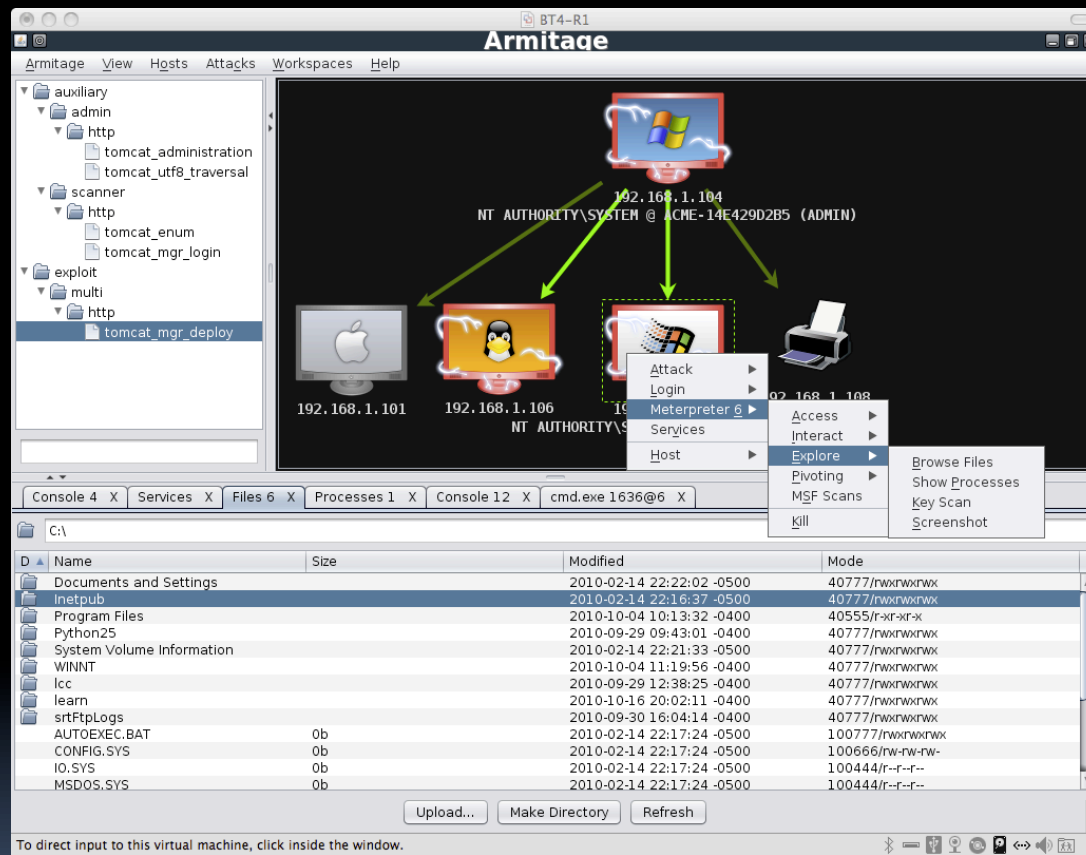 BT4-R1
Armitage
Armitage View Hosts Attacks Workspaces Help
auxiliary
admin
http
tomcat_administration
tomcat_utf8_traversal
scanner
http
tomcat_enum
tomcat_mgr_login
exploit
multi
http
tomcat_mgr_deploy
192.168.1.104
NT AUTHORITY\SYSTEM @ ACME-14E429D2B5 (ADMIN)
192.168.1.101
192.168.1.106
NT AUTHORITY\S
92.168.1.108
Attack
Login
Meterpreter 6
Services
Host
Access
Interact
Explore
Pivoting
MSF Scans
Kill
Browse Files
Show Processes
Key Scan
Screenshot
Console 4 X Services X Files 6 X Processes 1 X Console 12 X cmd.exe 1636@6 X
C:\
D Name Size Modified Mode
Documents and Settings 2010-02-14 22:22:02 -0500 40777/rwxrwxrwx
Inetpub 2010-02-14 22:16:37 -0500 40777/rwxrwxrwx
Program Files 2010-10-04 10:13:32 -0400 40555/r-xr-xr-x
Python25 2010-09-29 09:43:01 -0400 40777/rwxrwxrwx
System Volume Information 2010-02-14 22:21:33 -0500 40777/rwxrwxrwx
WINNT 2010-10-04 11:19:56 -0400 40777/rwxrwxrwx
lcc 2010-09-29 12:38:25 -0400 40777/rwxrwxrwx
learn 2010-10-16 20:02:11 -0400 40777/rwxrwxrwx
srtFtpLogs 2010-09-30 16:04:14 -0400 40777/rwxrwxrwx
AUTOEXEC.BAT 0b 2010-02-14 22:17:24 -0500 100777/rwxrwxrwx
CONFIG.SYS 0b 2010-02-14 22:17:24 -0500 100666/rw-rw-rw-
IO.SYS 0b 2010-02-14 22:17:24 -0500 100444/r--r--r--
MSDOS.SYS 0b 2010-02-14 22:17:24 -0500 100444/r--r--r--
Upload... Make Directory Refresh
To direct input to this virtual machine, click inside the window.